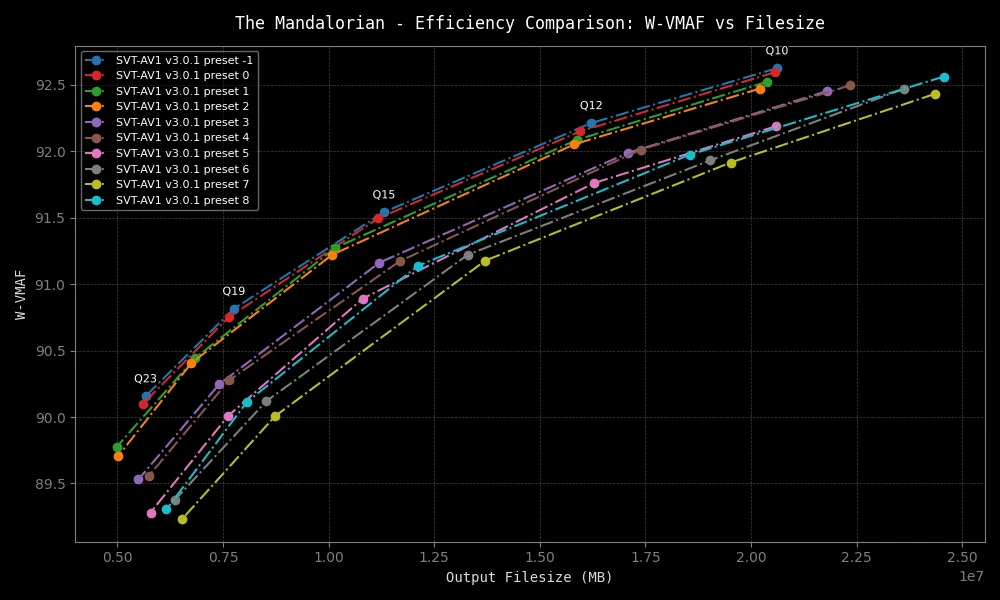 The Mandalorian - Efficiency Comparison: W-VMAF vs Filesize
SVT-AV1 v3.0.1 preset -1
SVT-AV1 v3.0.1 preset 0
SVT-AV1 v3.0.1 preset 1
SVT-AV1 v3.0.1 preset 2
SVT-AV1 v3.0.1 preset 3
SVT-AV1 v3.0.1 preset 4
SVT-AV1 v3.0.1 preset 5
SVT-AV1 v3.0.1 preset 6
SVT-AV1 v3.0.1 preset 7
SVT-AV1 v3.0.1 preset 8
Q10
Q12
Q15
Q19
Q23
W-VMAF
92.5
92.0
91.5
91.0
90.5
90.0
89.5
0.50 0.75 1.00 1.25 1.50 1.75 2.00 2.25 2.50
1e7
Output Filesize (MB)